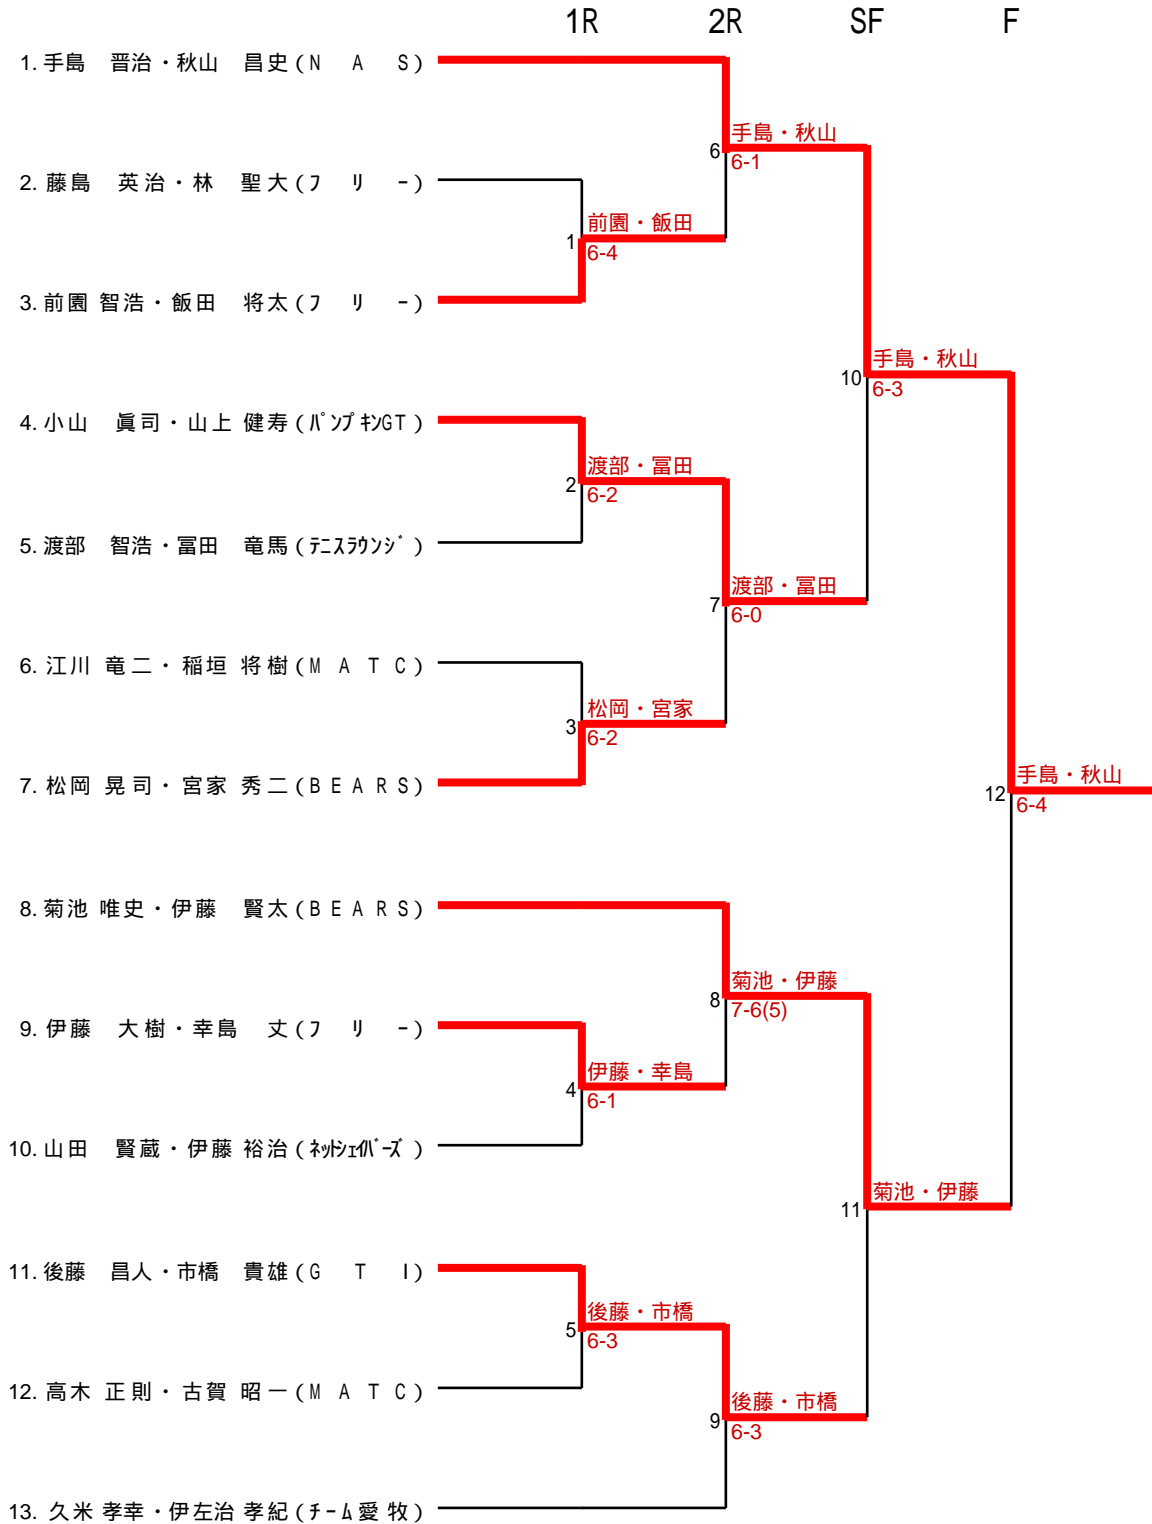 1R 2R SF F
1. 手島 晋治・秋山 昌史(N A S)
手島・秋山
6
6-1
2. 藤島 英治・林 聖大(フ リ ー)
前園・飯田
1
6-4
3. 前園 智浩・飯田 将太(フ リ ー)
手島・秋山
10
6-3
4. 小山 眞司・山上 健寿(パンプキンGT)
渡部・冨田
2
6-2
5. 渡部 智浩・冨田 竜馬(テニスラウンジ)
渡部・冨田
7
6-0
6. 江川 竜二・稲垣 将樹(M A T C)
松岡・宮家
3
6-2
7. 松岡 晃司・宮家 秀二(B E A R S)
手島・秋山
12
6-4
8. 菊池 唯史・伊藤 賢太(B E A R S)
菊池・伊藤
8
7-6(5)
9. 伊藤 大樹・幸島 丈(フ リ ー)
伊藤・幸島
4
6-1
10. 山田 賢蔵・伊藤 裕治(ネットシェイバーズ)
菊池・伊藤
11
11. 後藤 昌人・市橋 貴雄(G T I)
後藤・市橋
5
6-3
12. 高木 正則・古賀 昭一(M A T C)
後藤・市橋
9
6-3
13. 久米 孝幸・伊左治 孝紀(チーム愛牧)